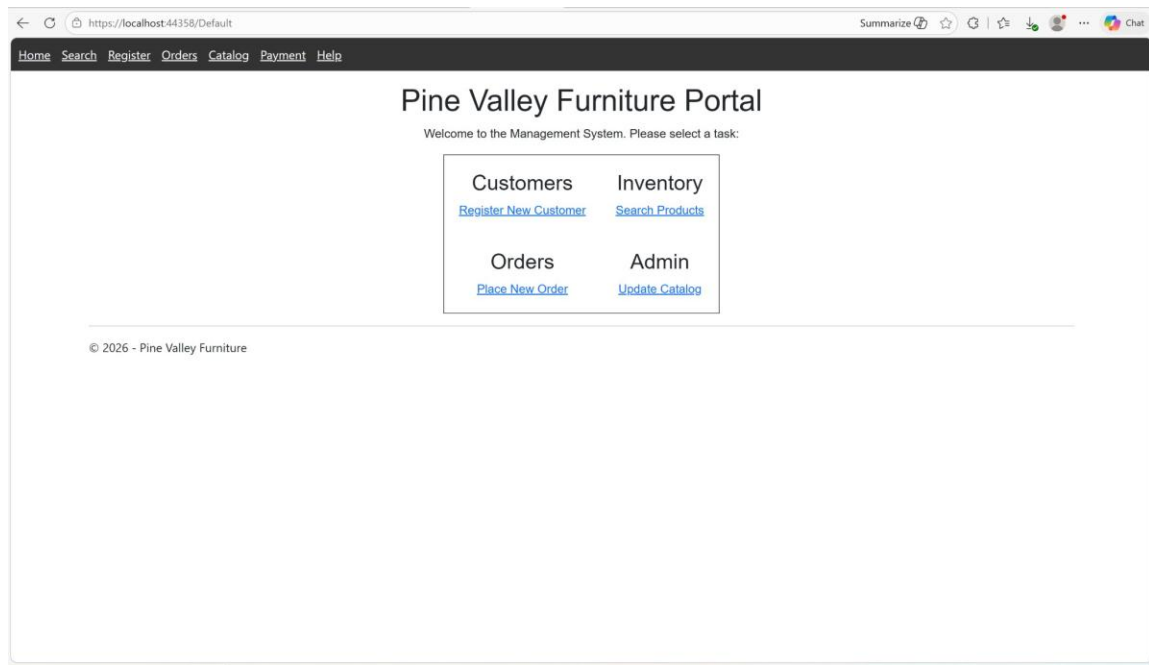 https://localhost:44358/Default Summarize Chat
Home Search Register Orders Catalog Payment Help
Pine Valley Furniture Portal
Welcome to the Management System. Please select a task:
Customers Inventory
Register New Customer Search Products
Orders Admin
Place New Order Update Catalog
© 2026 - Pine Valley Furniture